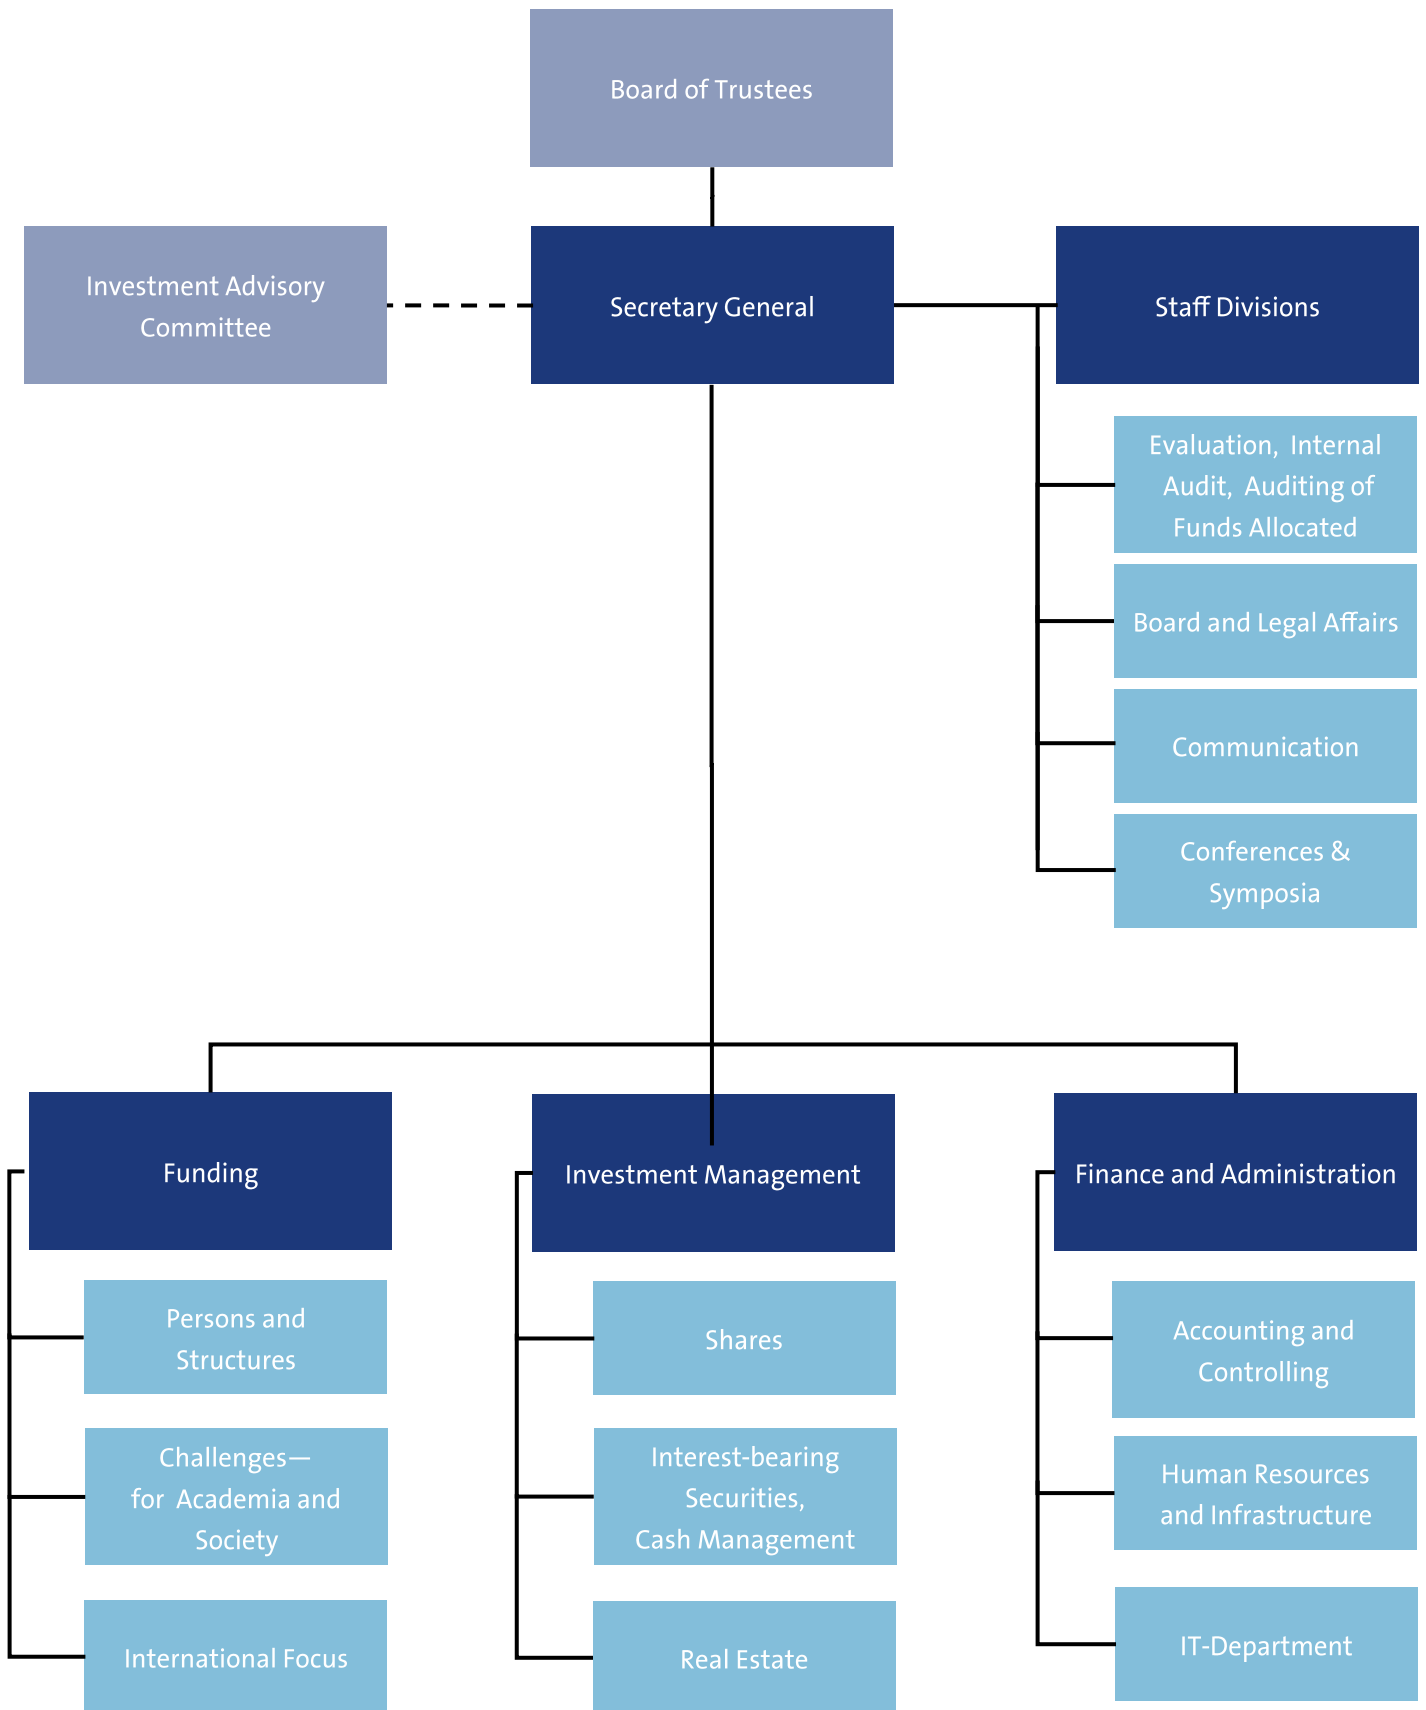 Board of Trustees
Investment Advisory
Committee
Secretary General
Staff Divisions
Evaluation, Internal
Audit, Auditing of
Funds Allocated
Board and Legal Affairs
Communication
Conferences &
Symposia
Funding
Persons and
Structures
Challenges—
for Academia and
Society
International Focus
Investment Management
Shares
Interest-bearing
Securities,
Cash Management
Real Estate
Finance and Administration
Accounting and
Controlling
Human Resources
and Infrastructure
IT-Department